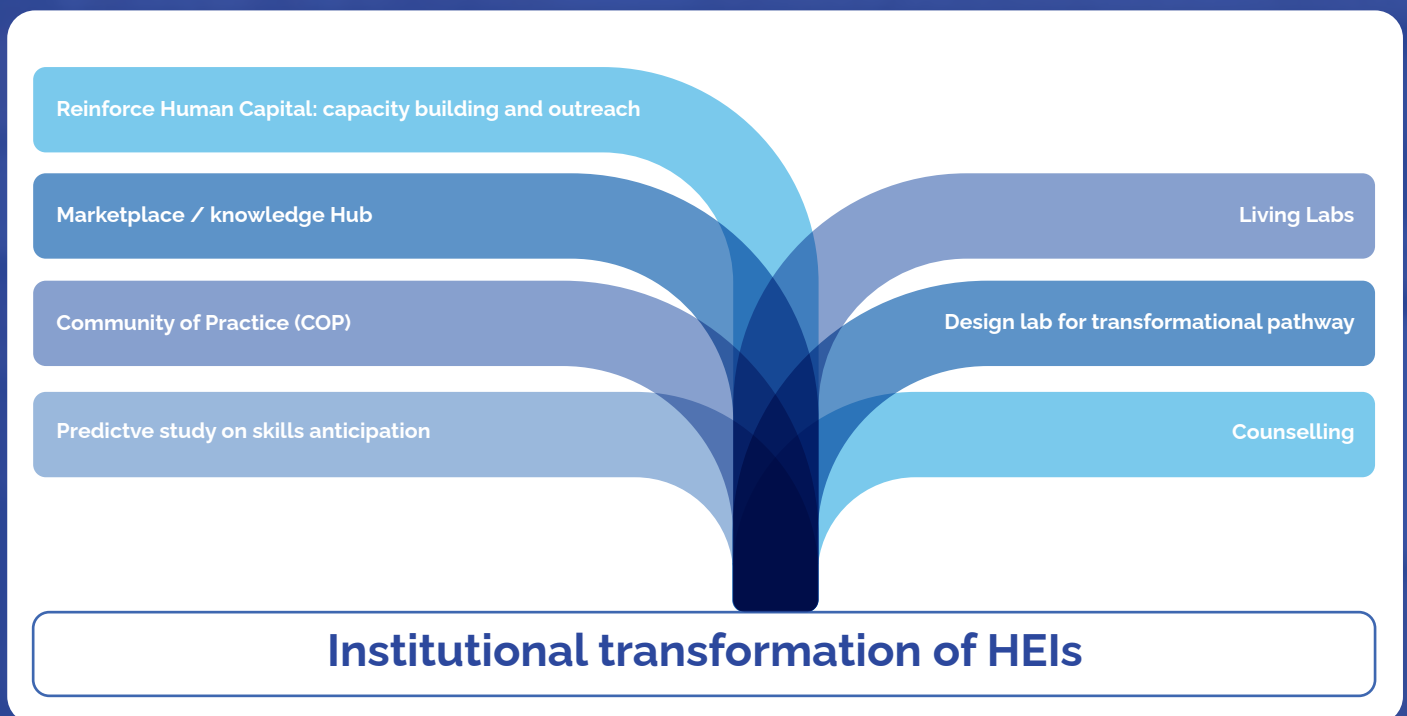 Reinforce Human Capital: capacity building and outreach
Marketplace / knowledge Hub
Community of Practice (COP)
Predictve study on skills anticipation
Living Labs
Design lab for transformational pathway
Counselling
Institutional transformation of HEIs